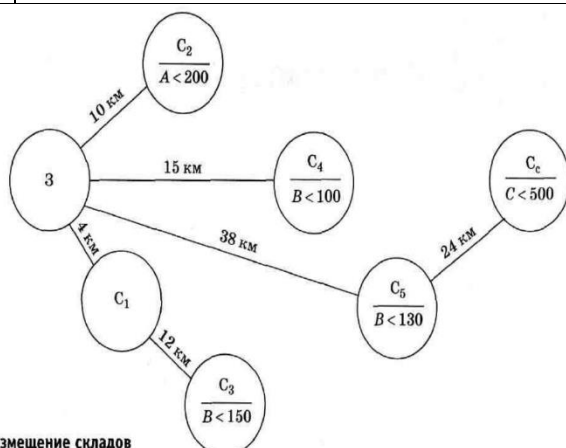 C₂
A < 200
10 км
3
15 км
C₄
B < 100
Cс
C < 500
38 км
24 км
4 км
C₁
C₅
B < 130
12 км
C₃
B < 150
змещение складов